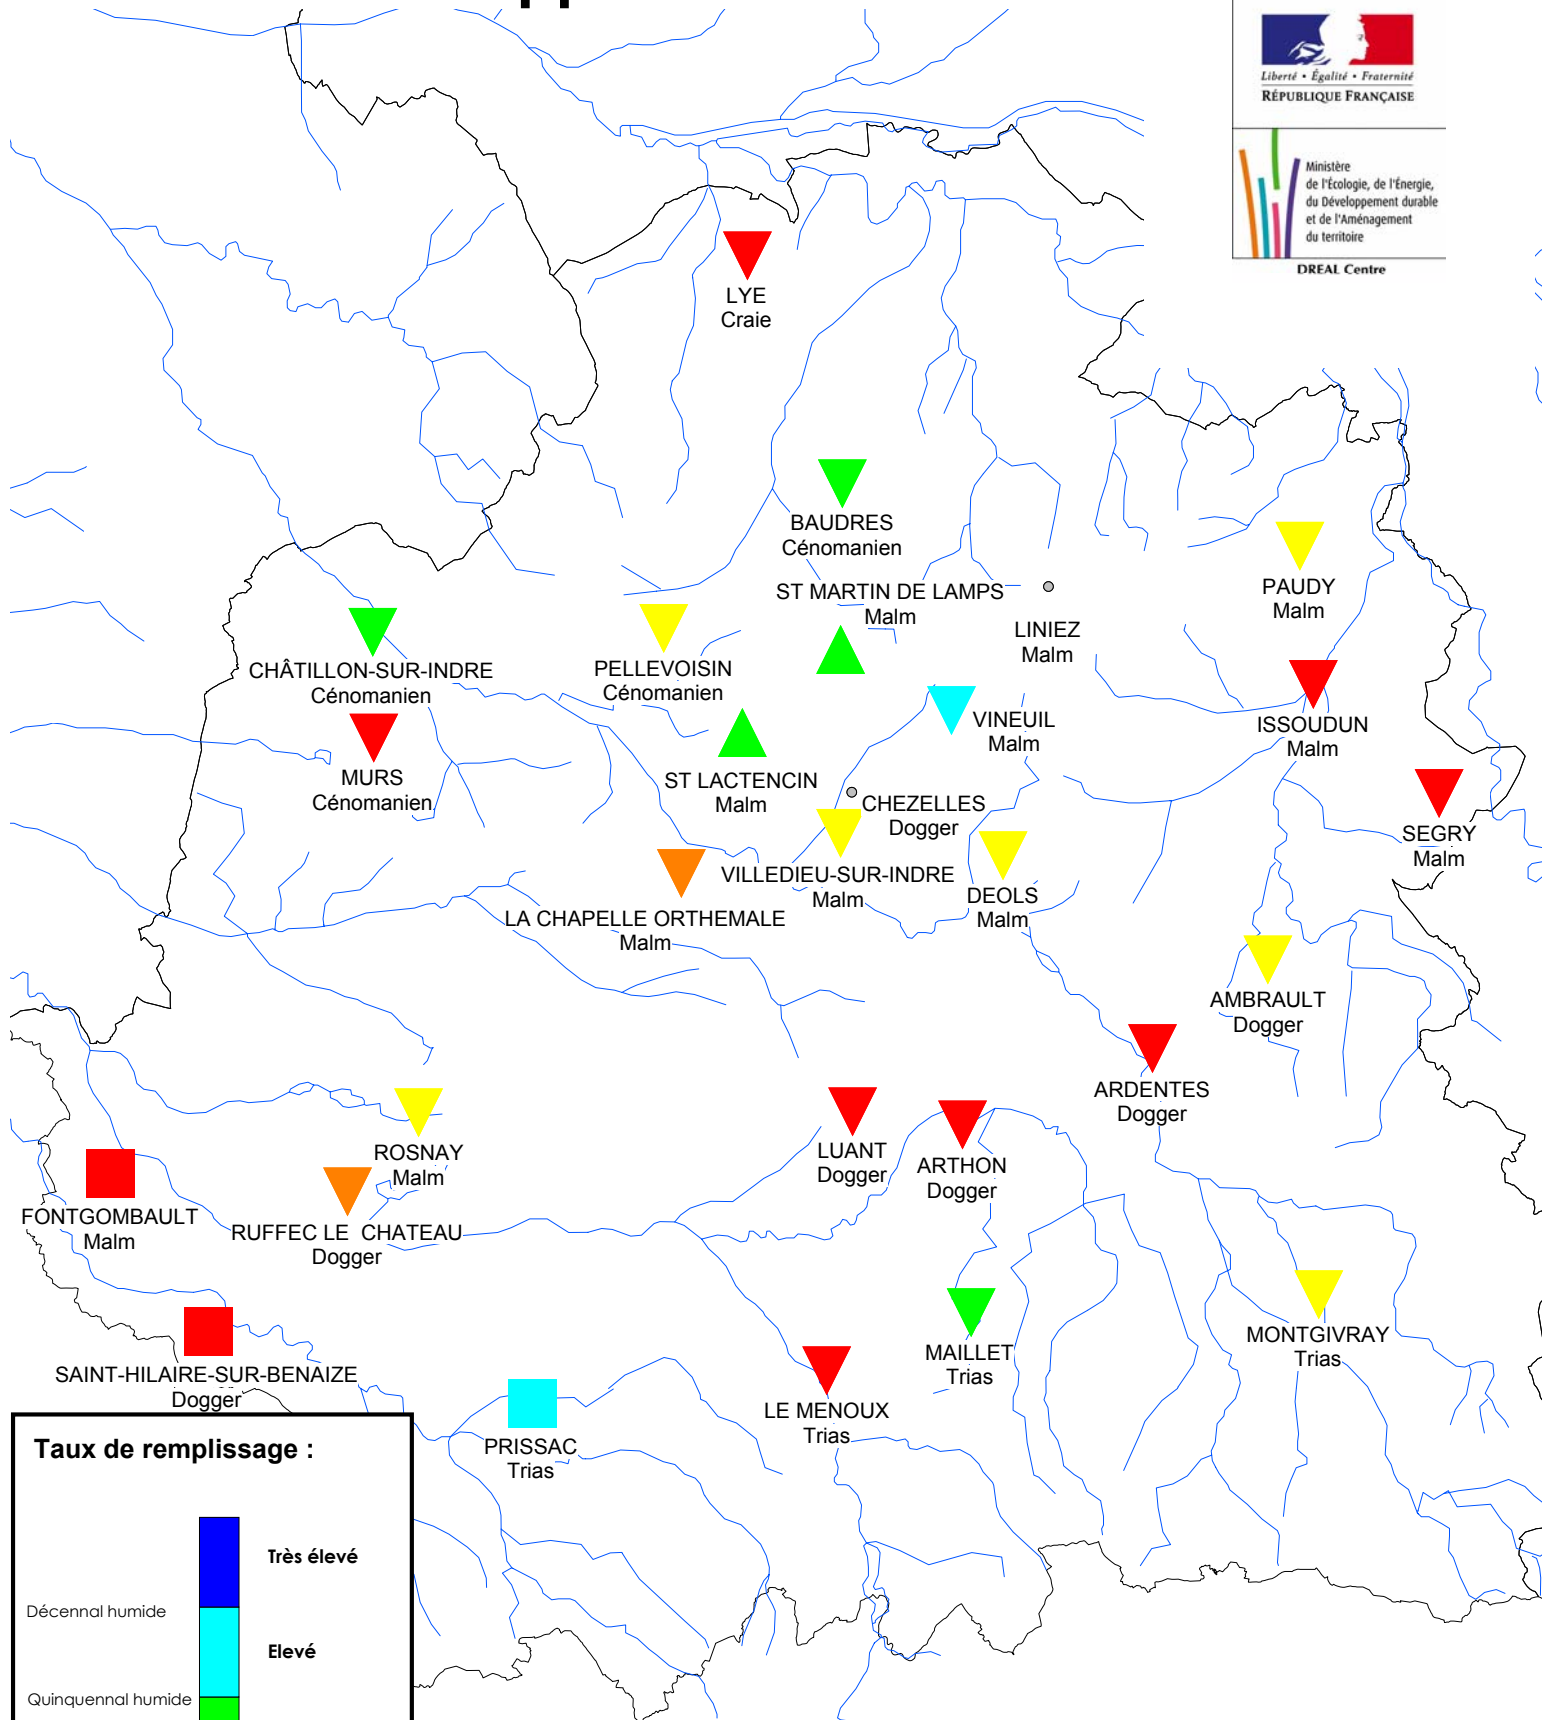 Liberté • Égalité • Fraternité
RÉPUBLIQUE FRANÇAISE
Ministère
de l'Écologie, de l'Énergie,
du Développement durable
et de l'Aménagement
du territoire
DREAL Centre
LYE
Craie
BAUDRES
Cénomanien
ST MARTIN DE LAMPS
Malm
LINIEZ
Malm
PAUDY
Malm
CHÂTILLON-SUR-INDRE
Cénomanien
PELLEVOISIN
Cénomanien
VINEUIL
Malm
ISSOUDUN
Malm
MURS
Cénomanien
ST LACTENCIN
Malm
CHEZELLES
Dogger
SEGRY
Malm
VILLEDIEU-SUR-INDRE
Malm
DEOLS
Malm
LA CHAPELLE ORTHEMALE
Malm
AMBRAULT
Dogger
ARDENTES
Dogger
ROSNAY
Malm
LUANT
Dogger
ARTHON
Dogger
FONTGOMBAULT
Malm
RUFFEC LE CHATEAU
Dogger
MAILLET
Trias
MONTGIVRAY
Trias
SAINT-HILAIRE-SUR-BENAIZE
Dogger
LE MENOUX
Trias
PRISSAC
Trias
Taux de remplissage :
Très élevé
Décennal humide
Elevé
Quinquennal humide